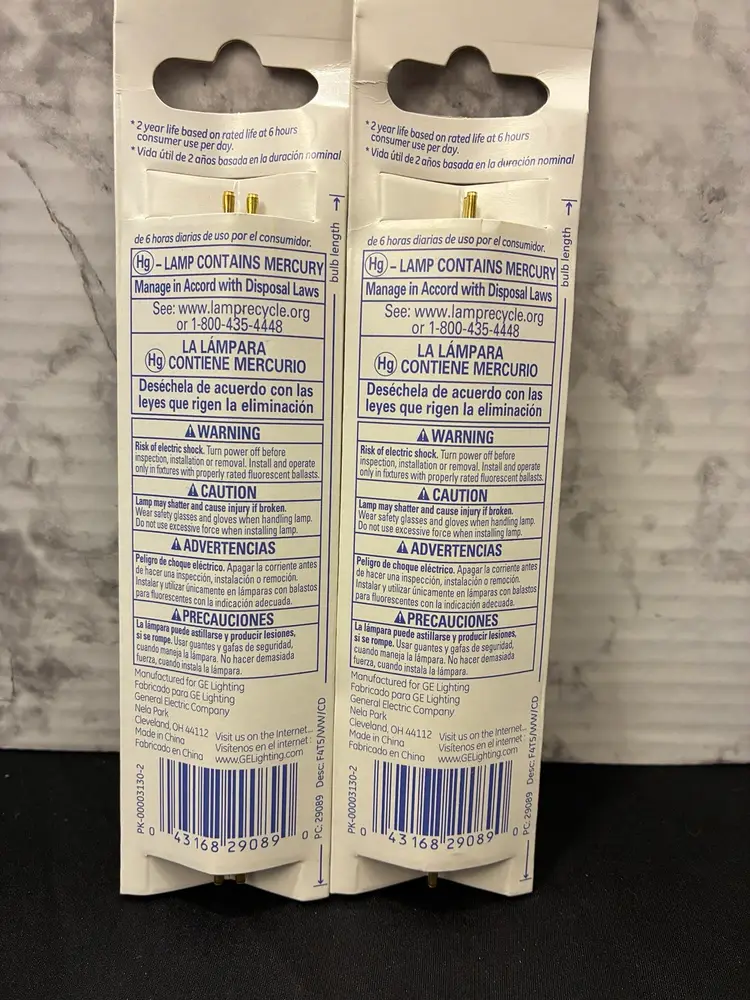 * 2 year life based on rated life at 6 hours
consumer use per day.
* Vida útil de 2 años basada en la duración nominal
de 6 horas diarias de uso por el consumidor.
bulb length
Hg – LAMP CONTAINS MERCURY
Manage in Accord with Disposal Laws
See: www.lamprecycle.org
or 1-800-435-4448
Hg LA LÁMPARA
CONTIENE MERCURIO
Deséchela de acuerdo con las
leyes que rigen la eliminación
⚠ WARNING
Risk of electric shock. Turn power off before
inspection, installation or removal. Install and operate
only in fixtures with properly rated fluorescent ballasts.
⚠ CAUTION
Lamp may shatter and cause injury if broken.
Wear safety glasses and gloves when handling lamp.
Do not use excessive force when installing lamp.
⚠ ADVERTENCIAS
Peligro de choque eléctrico. Apagar la corriente antes
de hacer una inspección, instalación o remoción.
Instalar y utilizar únicamente en lámparas con balastos
para fluorescentes con la indicación adecuada.
⚠ PRECAUCIONES
La lámpara puede astillarse y producir lesiones,
si se rompe. Usar guantes y gafas de seguridad,
cuando maneja la lámpara. No hacer demasiada
fuerza, cuando instala la lámpara.
Manufactured for GE Lighting
Fabricado para GE Lighting
General Electric Company
Nela Park
Cleveland, OH 44112
Made in China
Fabricado en China
Visit us on the Internet
Visítenos en el internet:
www.GELighting.com
PK-00003130-2
0 43168 29089 0
PC: 29089 Desc: F4T5/WW/CD
* 2 year life based on rated life at 6 hours
consumer use per day.
* Vida útil de 2 años basada en la duración nominal
de 6 horas diarias de uso por el consumidor.
bulb length
Hg – LAMP CONTAINS MERCURY
Manage in Accord with Disposal Laws
See: www.lamprecycle.org
or 1-800-435-4448
Hg LA LÁMPARA
CONTIENE MERCURIO
Deséchela de acuerdo con las
leyes que rigen la eliminación
⚠ WARNING
Risk of electric shock. Turn power off before
inspection, installation or removal. Install and operate
only in fixtures with properly rated fluorescent ballasts.
⚠ CAUTION
Lamp may shatter and cause injury if broken.
Wear safety glasses and gloves when handling lamp.
Do not use excessive force when installing lamp.
⚠ ADVERTENCIAS
Peligro de choque eléctrico. Apagar la corriente antes
de hacer una inspección, instalación o remoción.
Instalar y utilizar únicamente en lámparas con balastos
para fluorescentes con la indicación adecuada.
⚠ PRECAUCIONES
La lámpara puede astillarse y producir lesiones,
si se rompe. Usar guantes y gafas de seguridad,
cuando maneja la lámpara. No hacer demasiada
fuerza, cuando instala la lámpara.
Manufactured for GE Lighting
Fabricado para GE Lighting
General Electric Company
Nela Park
Cleveland, OH 44112
Made in China
Fabricado en China
Visit us on the Internet
Visítenos en el internet:
www.GELighting.com
PK-00003130-2
0 43168 29089 0
PC: 29089 Desc: F4T5/WW/CD